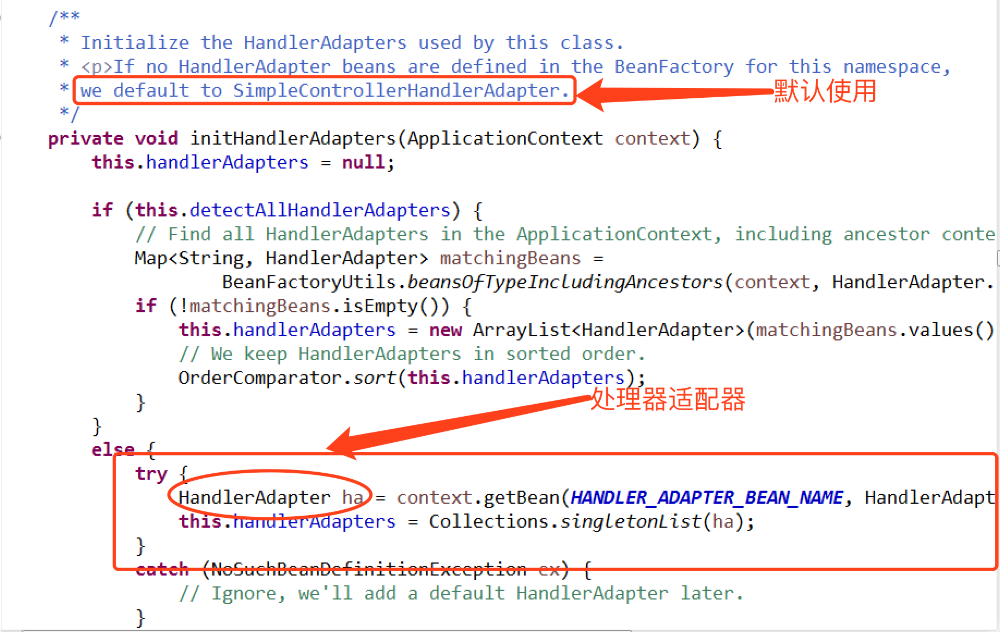 /**
* Initialize the HandlerAdapters used by this class.
* <p>If no HandlerAdapter beans are defined in the BeanFactory for this namespace,
* we default to SimpleControllerHandlerAdapter.
默认使用
*/
private void initHandlerAdapters(ApplicationContext context) {
this.handlerAdapters = null;
if (this.detectAllHandlerAdapters) {
// Find all HandlerAdapters in the ApplicationContext, including ancestor conte
Map<String, HandlerAdapter> matchingBeans =
BeanFactoryUtils.beansOfTypeIncludingAncestors(context, HandlerAdapter.
if (!matchingBeans.isEmpty()) {
this.handlerAdapters = new ArrayList<HandlerAdapter>(matchingBeans.values()
// We keep HandlerAdapters in sorted order.
OrderComparator.sort(this.handlerAdapters);
处理器适配器
}
}
else {
try {
HandlerAdapter ha = context.getBean(HANDLER_ADAPTER_BEAN_NAME, HandlerAdapt
this.handlerAdapters = Collections.singletonList(ha);
}
catch (NoSuchBeanDefinitionException ex) {
// Ignore, we'll add a default HandlerAdapter later.
}